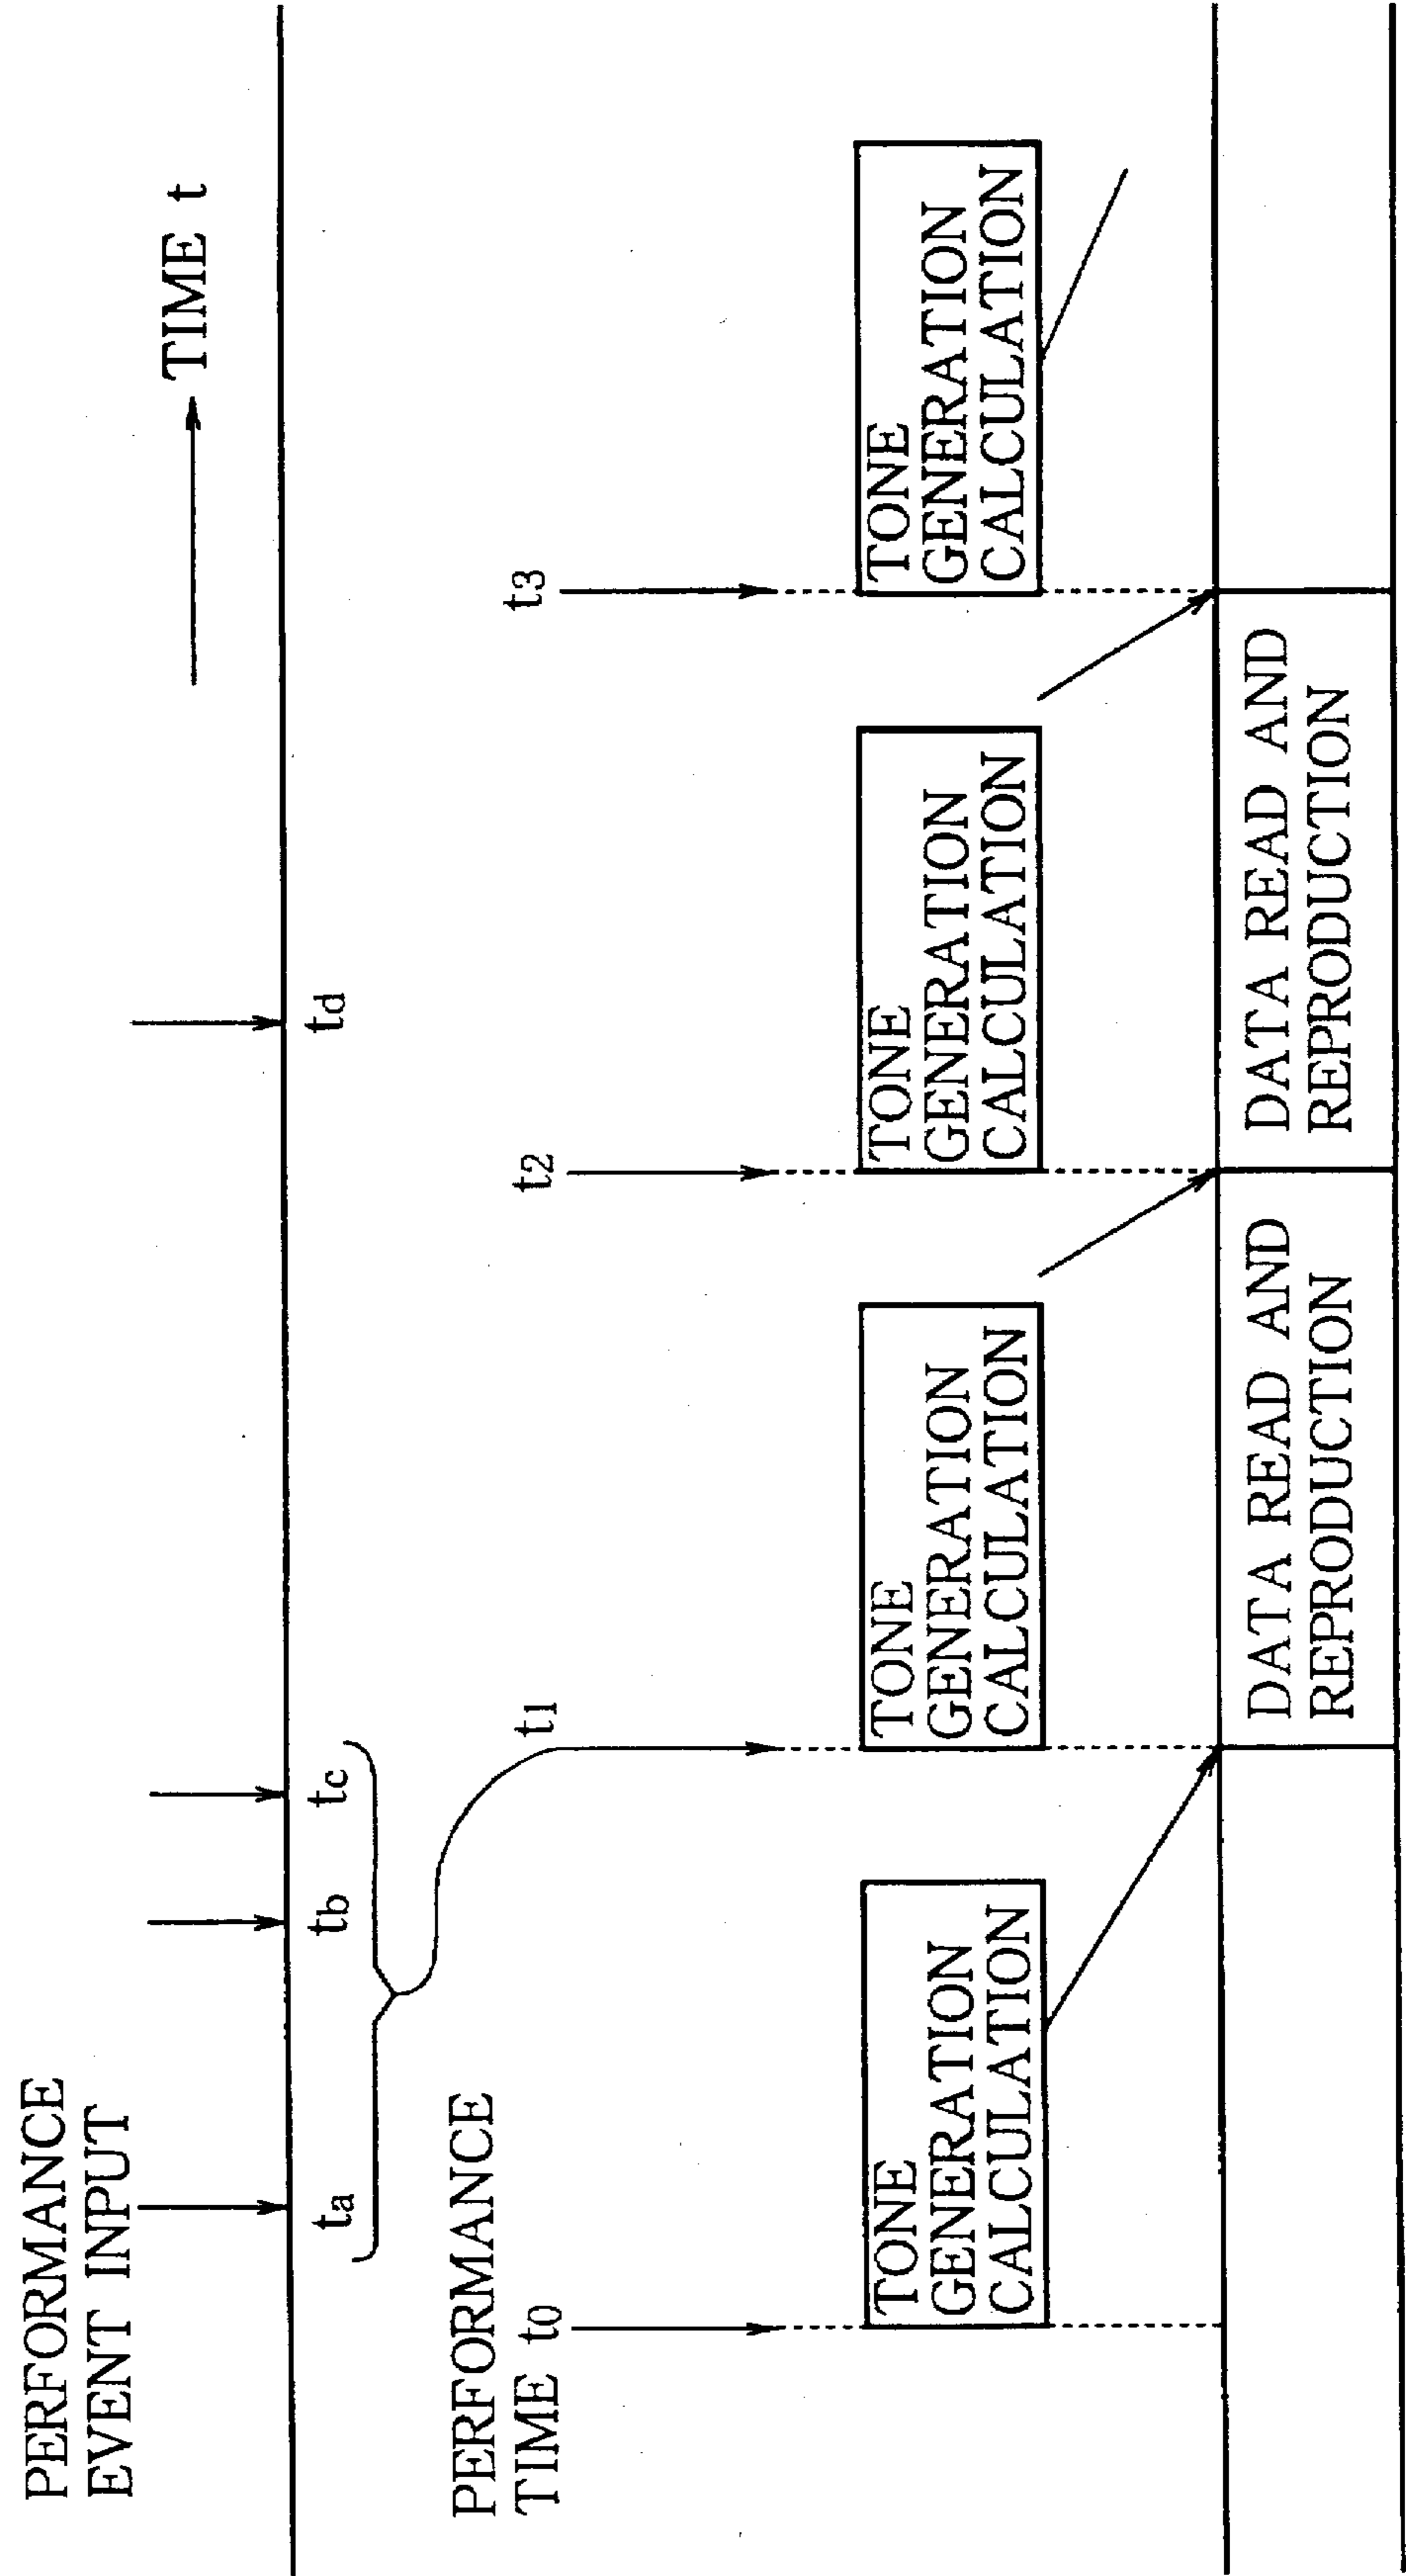 PERFORMANCE
EVENT INPUT
TIME t
ta
tb
tc
td
PERFORMANCE
TIME t0
t1
t2
t3
TONE
GENERATION
CALCULATION
TONE
GENERATION
CALCULATION
TONE
GENERATION
CALCULATION
TONE
GENERATION
CALCULATION
DATA READ AND
REPRODUCTION
DATA READ AND
REPRODUCTION